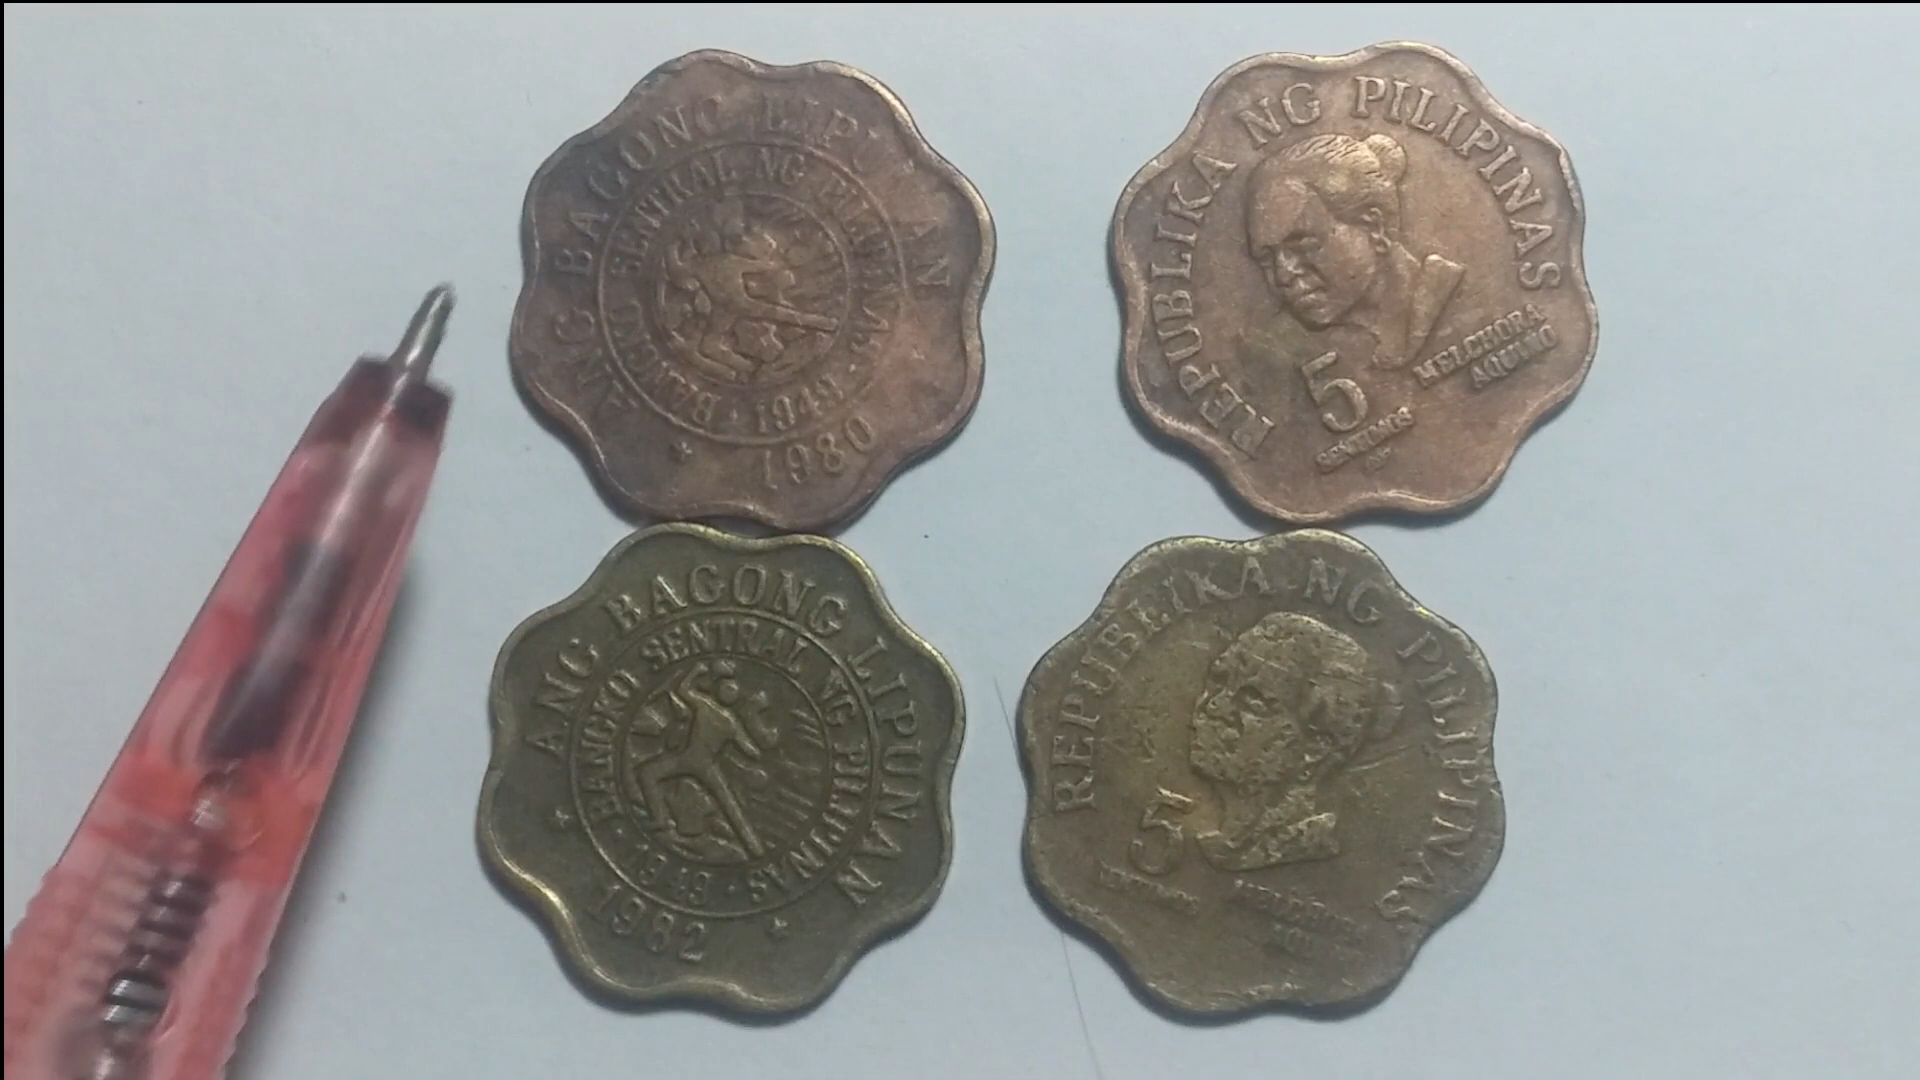 ANG BAGONG LIPUNAN
BANGKO SENTRAL NG PILIPINAS · 1949 ·
1980
REPUBLIKA NG PILIPINAS
5
SENTIMOS
MELCHORA
AQUINO
ANG BAGONG LIPUNAN
BANGKO SENTRAL NG PILIPINAS · 1949 ·
1982
REPUBLIKA NG PILIPINAS
5
SENTIMOS
MELCHORA